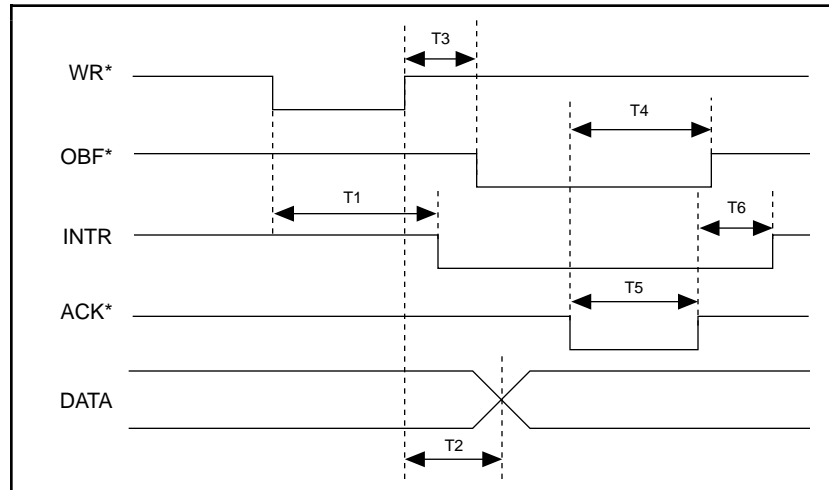 T3
WR*
T4
OBF*
T1
T6
INTR
T5
ACK*
DATA
T2